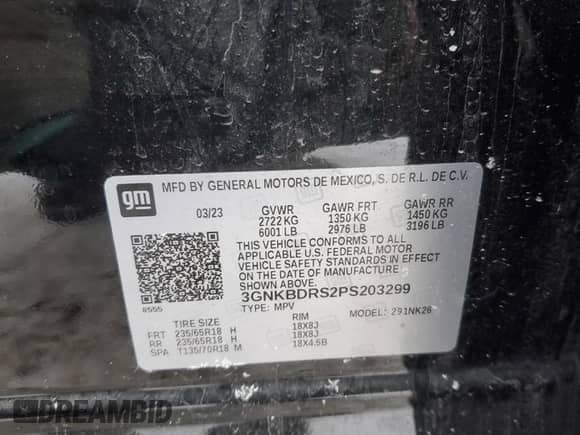 gm
MFD BY GENERAL MOTORS DE MEXICO, S. DE R.L. DE C.V.
03/23 GVWR GAWR FRT GAWR RR
2722 KG 1350 KG 1450 KG
6001 LB 2976 LB 3196 LB
THIS VEHICLE CONFORMS TO ALL
APPLICABLE U.S. FEDERAL MOTOR
VEHICLE SAFETY STANDARDS IN
EFFECT ON THE DATE OF
MANUFACTURE SHOWN ABOVE.
3GNKBDRS2PS203299
8555
TYPE: MPV MODEL: 291NK26
TIRE SIZE RIM
FRT 235/65R18 H 18X8J
RR 235/65R18 H 18X8J
SPA T135/70R18 M 18X4.5B
DREAMBID